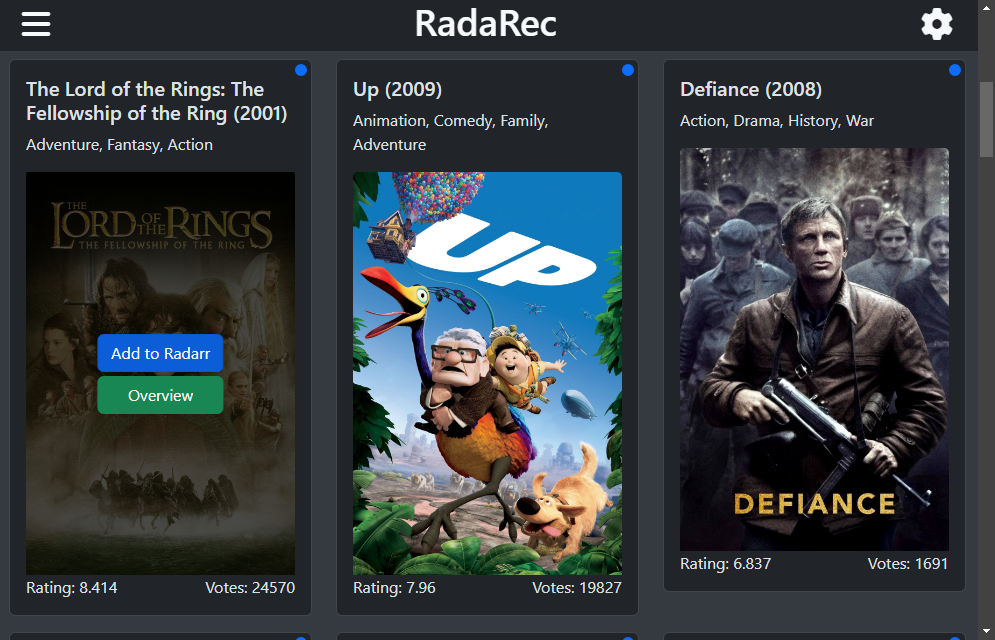 RadaRec
The Lord of the Rings: The
Fellowship of the Ring (2001)
Adventure, Fantasy, Action
THE
LORD OF THE RINGS
THE FELLOWSHIP OF THE RING
Add to Radarr
Overview
Rating: 8.414 Votes: 24570
Up (2009)
Animation, Comedy, Family,
Adventure
UP
Rating: 7.96 Votes: 19827
Defiance (2008)
Action, Drama, History, War
DEFIANCE
Rating: 6.837 Votes: 1691